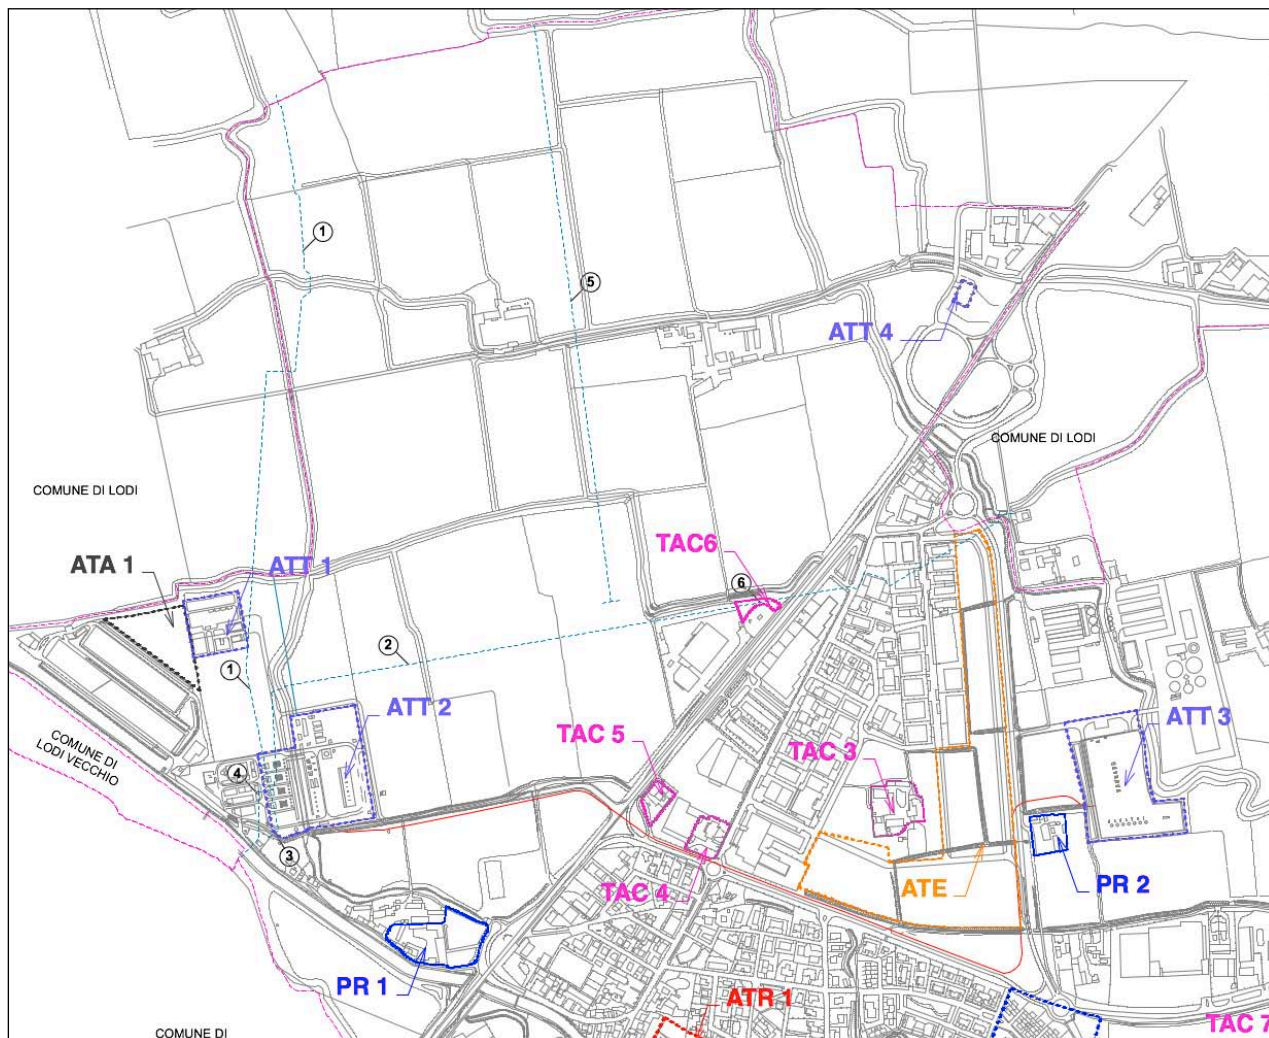 1
5
ATT 4
COMUNE DI LODI
COMUNE DI LODI
TAC6
ATA 1
ATT 1
6
2
1
ATT 2
ATT 3
COMUNE DI
LODI VECCHIO
TAC 5
TAC 3
4
3
TAC 4
ATE
PR 2
PR 1
ATR 1
TAC 7
COMUNE DI